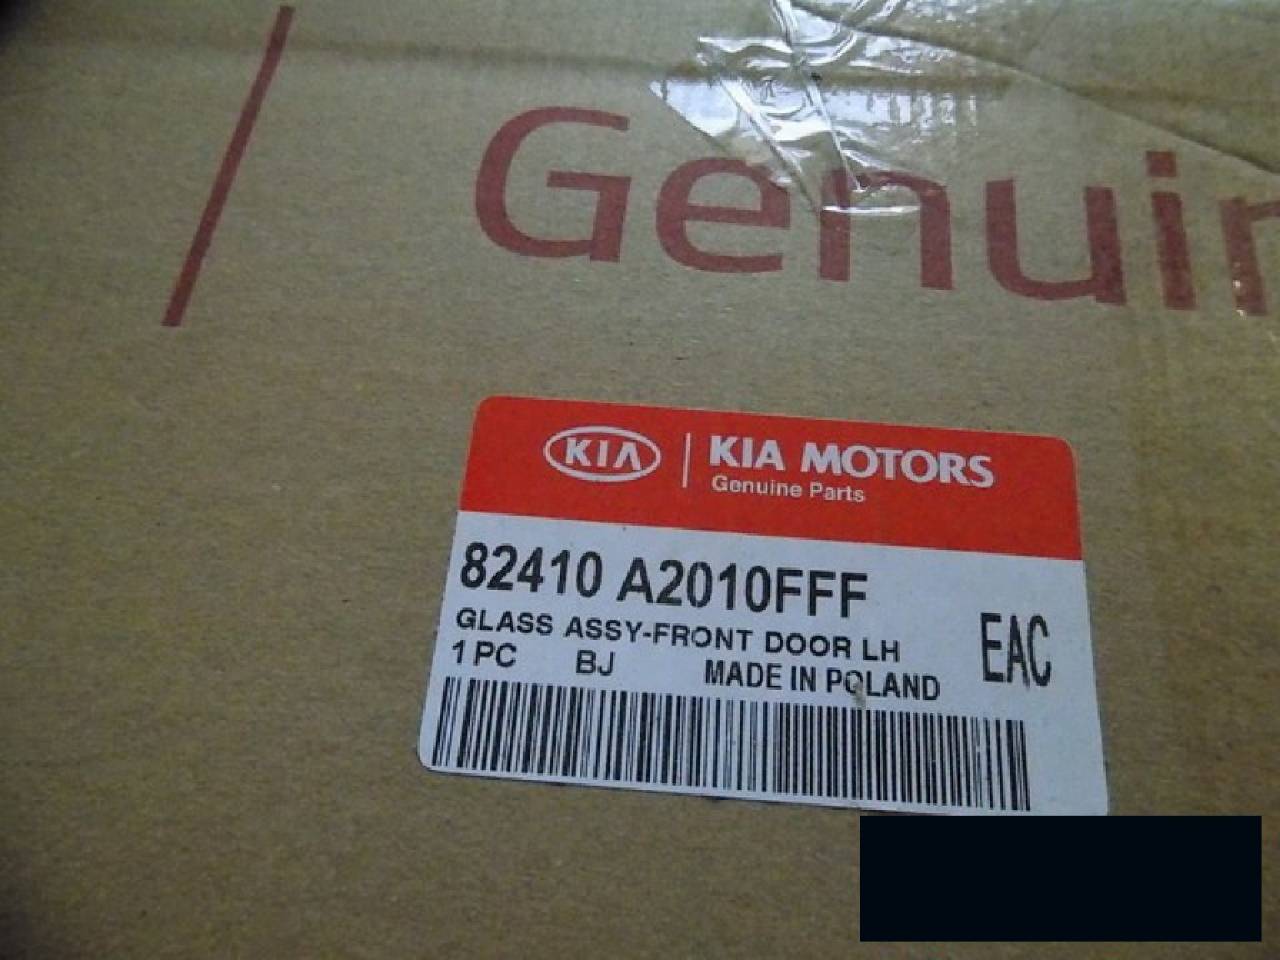 Genuin
KIA | KIA MOTORS
Genuine Parts
82410 A2010FFF
GLASS ASSY-FRONT DOOR LH
1 PC BJ MADE IN POLAND
EAC